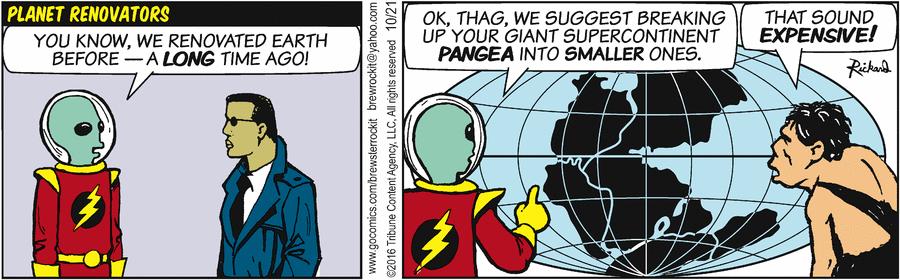 PLANET RENOVATORS
YOU KNOW, WE RENOVATED EARTH
BEFORE — A LONG TIME AGO!
www.gocomics.com/brewsterrockit brewrockit@yahoo.com
©2016 Tribune Content Agency, LLC. All rights reserved 10/21
OK, THAG, WE SUGGEST BREAKING
UP YOUR GIANT SUPERCONTINENT
PANGEA INTO SMALLER ONES.
THAT SOUND
EXPENSIVE!
Rickard